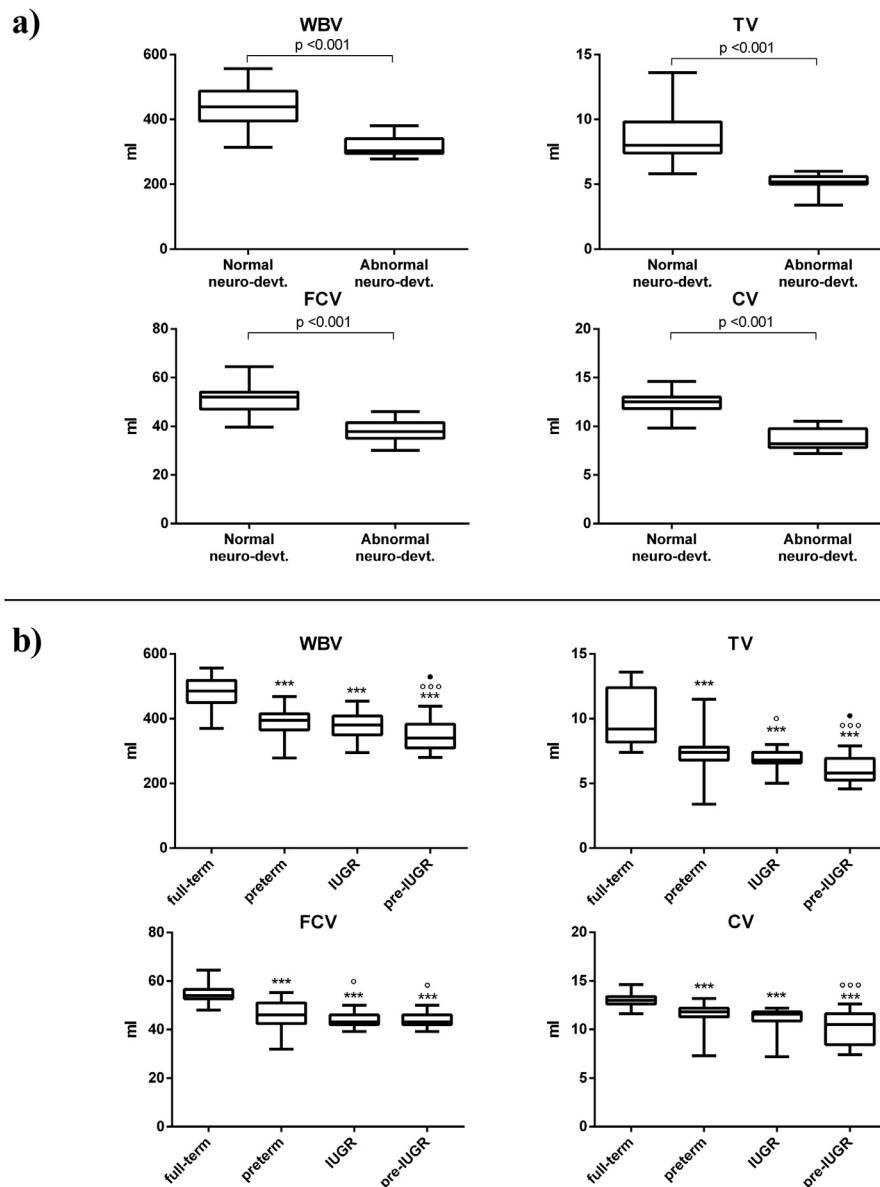 a)
WBV
p <0.001
600
400
200
0
ml
Normal neuro-devt.
Abnormal neuro-devt.
TV
p <0.001
15
10
5
0
ml
Normal neuro-devt.
Abnormal neuro-devt.
FCV
p <0.001
80
60
40
20
0
ml
Normal neuro-devt.
Abnormal neuro-devt.
CV
p <0.001
20
15
10
5
0
ml
Normal neuro-devt.
Abnormal neuro-devt.
b)
WBV
600
400
200
0
ml
***
***
•
°°°
***
full-term
preterm
IUGR
pre-IUGR
TV
15
10
5
0
ml
***
°
***
•
°°°
***
full-term
preterm
IUGR
pre-IUGR
FCV
80
60
40
20
0
ml
***
°
***
°
***
full-term
preterm
IUGR
pre-IUGR
CV
20
15
10
5
0
ml
***
***
°°°
***
full-term
preterm
IUGR
pre-IUGR